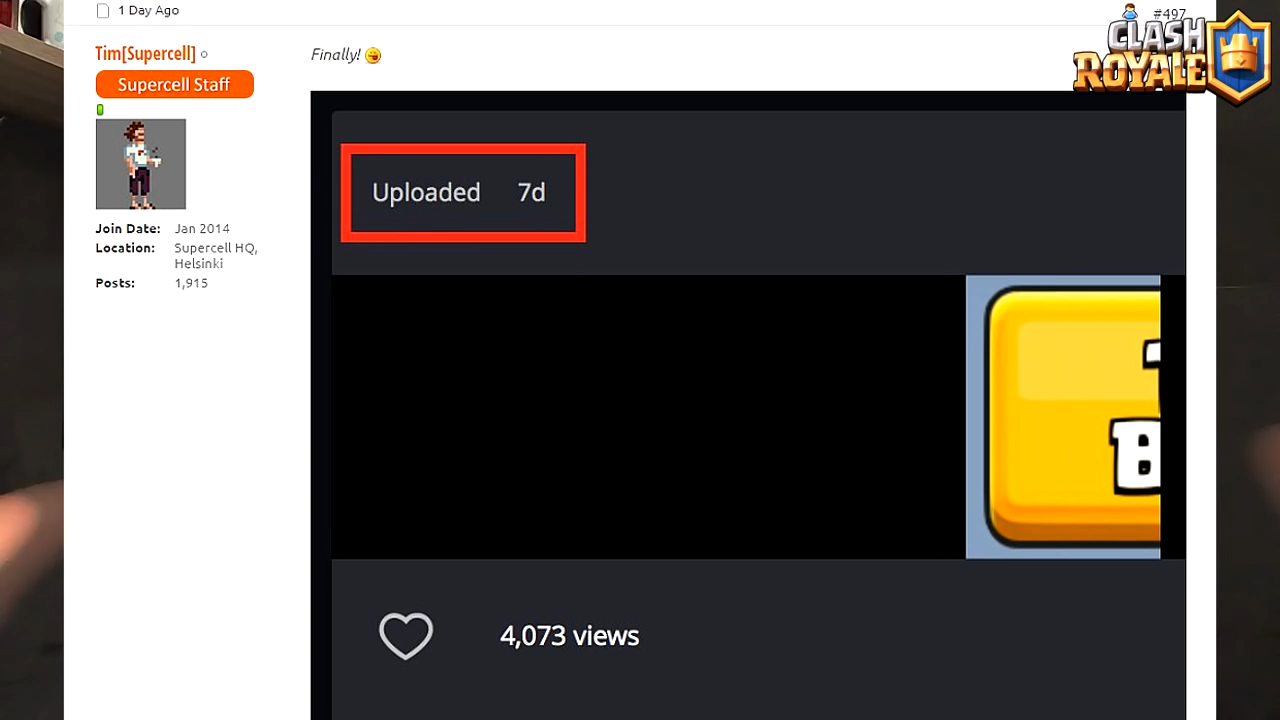 1 Day Ago
#497
CLASH
ROYALE
Tim[Supercell]
Supercell Staff
Finally!
Join Date: Jan 2014
Location: Supercell HQ,
Helsinki
Posts: 1,915
Uploaded 7d
B
4,073 views